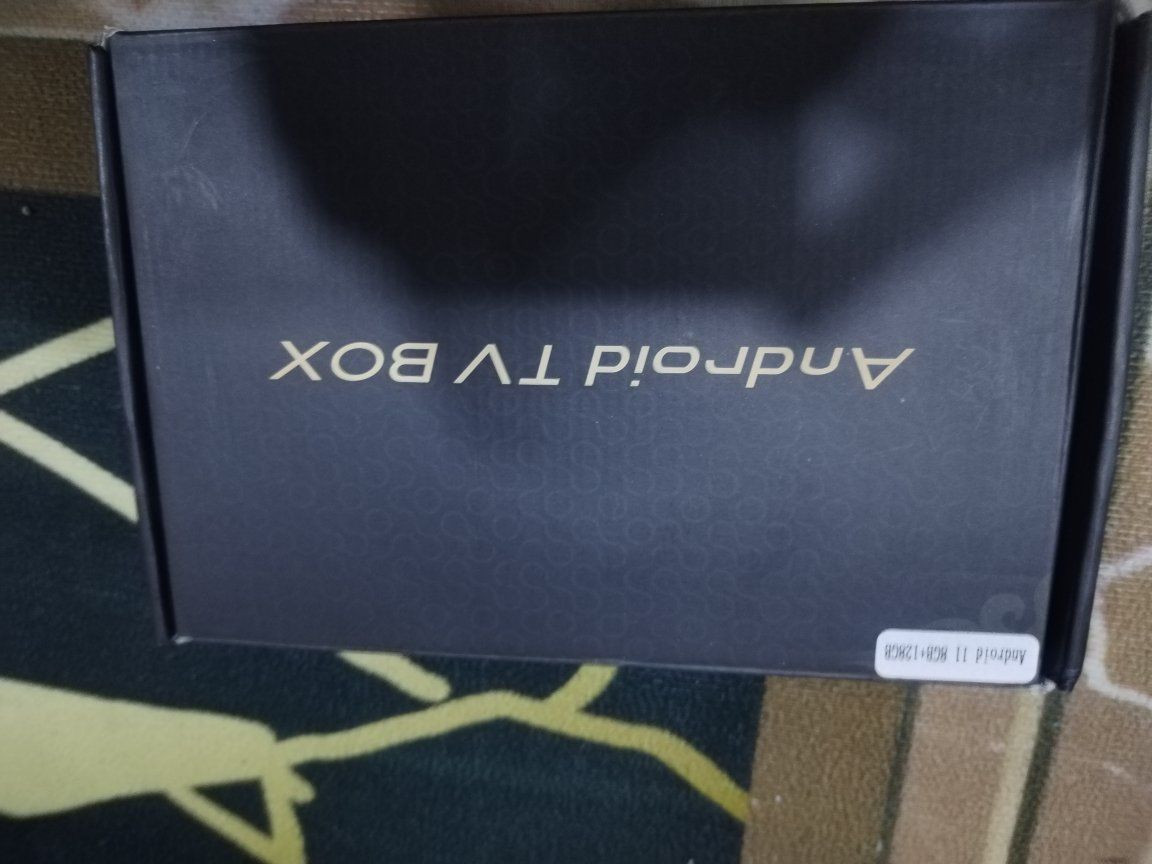 Android TV BOX
Android 11 8GB+128GB